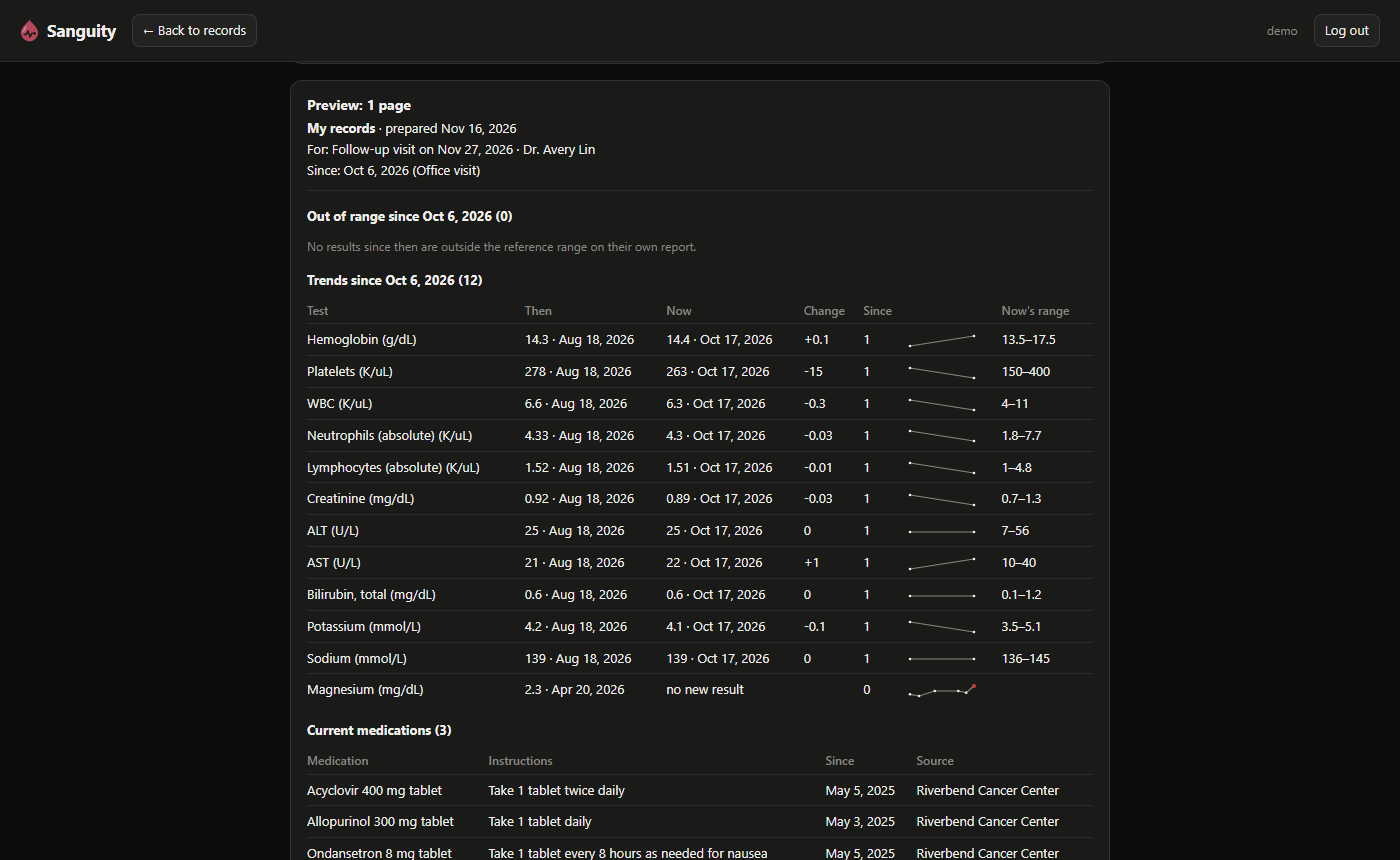 Sanguity ← Back to records demo Log out
Preview: 1 page
My records · prepared Nov 16, 2026
For: Follow-up visit on Nov 27, 2026 · Dr. Avery Lin
Since: Oct 6, 2026 (Office visit)
Out of range since Oct 6, 2026 (0)
No results since then are outside the reference range on their own report.
Trends since Oct 6, 2026 (12)
Test Then Now Change Since Now's range
Hemoglobin (g/dL) 14.3 · Aug 18, 2026 14.4 · Oct 17, 2026 +0.1 1 13.5–17.5
Platelets (K/uL) 278 · Aug 18, 2026 263 · Oct 17, 2026 -15 1 150–400
WBC (K/uL) 6.6 · Aug 18, 2026 6.3 · Oct 17, 2026 -0.3 1 4–11
Neutrophils (absolute) (K/uL) 4.33 · Aug 18, 2026 4.3 · Oct 17, 2026 -0.03 1 1.8–7.7
Lymphocytes (absolute) (K/uL) 1.52 · Aug 18, 2026 1.51 · Oct 17, 2026 -0.01 1 1–4.8
Creatinine (mg/dL) 0.92 · Aug 18, 2026 0.89 · Oct 17, 2026 -0.03 1 0.7–1.3
ALT (U/L) 25 · Aug 18, 2026 25 · Oct 17, 2026 0 1 7–56
AST (U/L) 21 · Aug 18, 2026 22 · Oct 17, 2026 +1 1 10–40
Bilirubin, total (mg/dL) 0.6 · Aug 18, 2026 0.6 · Oct 17, 2026 0 1 0.1–1.2
Potassium (mmol/L) 4.2 · Aug 18, 2026 4.1 · Oct 17, 2026 -0.1 1 3.5–5.1
Sodium (mmol/L) 139 · Aug 18, 2026 139 · Oct 17, 2026 0 1 136–145
Magnesium (mg/dL) 2.3 · Apr 20, 2026 no new result 0
Current medications (3)
Medication Instructions Since Source
Acyclovir 400 mg tablet Take 1 tablet twice daily May 5, 2025 Riverbend Cancer Center
Allopurinol 300 mg tablet Take 1 tablet daily May 3, 2025 Riverbend Cancer Center
Ondansetron 8 mg tablet Take 1 tablet every 8 hours as needed for nausea May 5, 2025 Riverbend Cancer Center